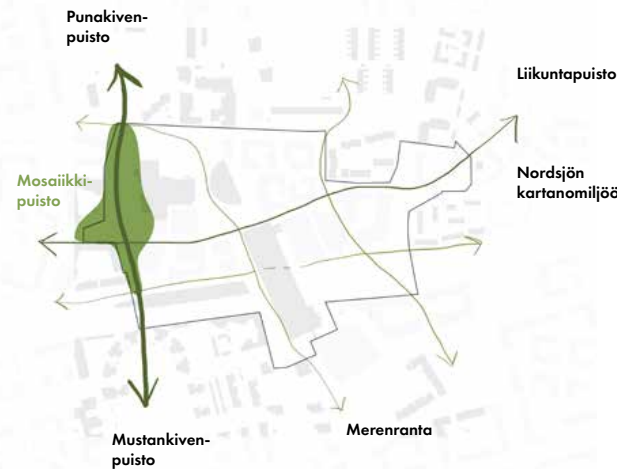 Punakiven-
puisto
Liikuntapuisto
Mosaiikki-
puisto
Nordsjön
kartanomiljöö
Merenranta
Mustankiven-
puisto